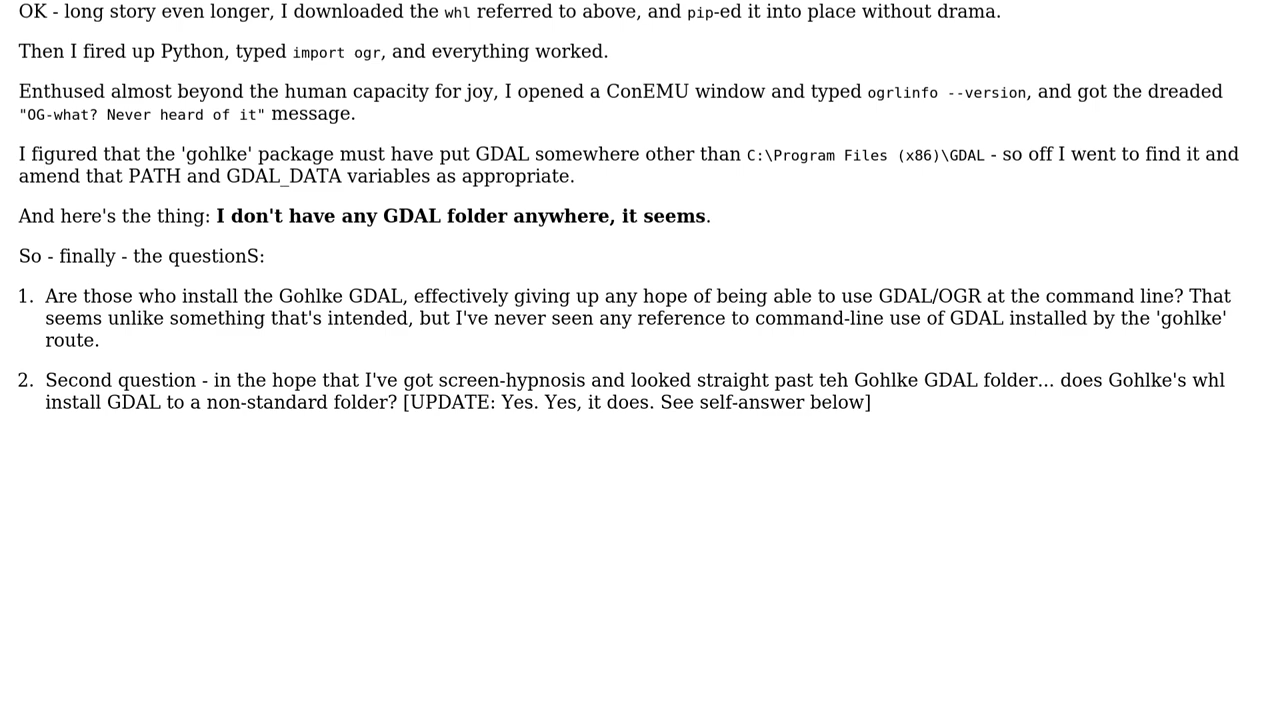 OK - long story even longer, I downloaded the whl referred to above, and pip-ed it into place without drama.
Then I fired up Python, typed import ogr, and everything worked.
Enthused almost beyond the human capacity for joy, I opened a ConEMU window and typed ogrlinfo --version, and got the dreaded
"OG-what? Never heard of it" message.
I figured that the 'gohlke' package must have put GDAL somewhere other than C:\Program Files (x86)\GDAL - so off I went to find it and
amend that PATH and GDAL_DATA variables as appropriate.
And here's the thing: I don't have any GDAL folder anywhere, it seems.
So - finally - the questionS:
1. Are those who install the Gohlke GDAL, effectively giving up any hope of being able to use GDAL/OGR at the command line? That
seems unlike something that's intended, but I've never seen any reference to command-line use of GDAL installed by the 'gohlke'
route.
2. Second question - in the hope that I've got screen-hypnosis and looked straight past teh Gohlke GDAL folder... does Gohlke's whl
install GDAL to a non-standard folder? [UPDATE: Yes. Yes, it does. See self-answer below]